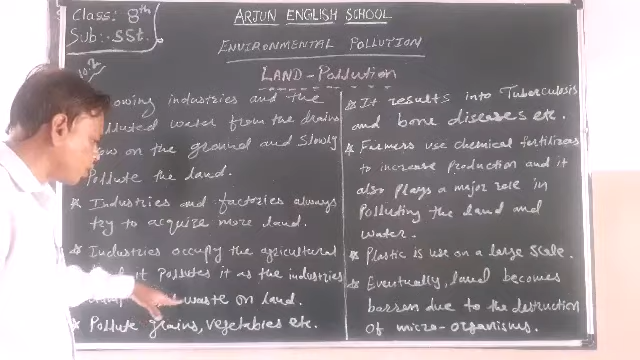 Class: 8th
Sub:- SSt.
ARJUN ENGLISH SCHOOL
ENVIRONMENTAL POLLUTION
LAND-Pollution
industries and the
water from the drains
on the ground and slowly
Pollute the land.
* Industries and factories always
try to acquire more land.
* Industries occupy the agricultural
it Pollutes it as the industries
waste on land.
* Pollute grains, vegetables etc.
* It results into Tuberculosis
and bone diseases etc.
* Farmers use chemical fertilizers
to increase production and it
also plays a major role in
Polluting the land and
water.
* Plastic is use on a large scale.
* Eventually, land becomes
barren due to the destruction
of micro-organisms.